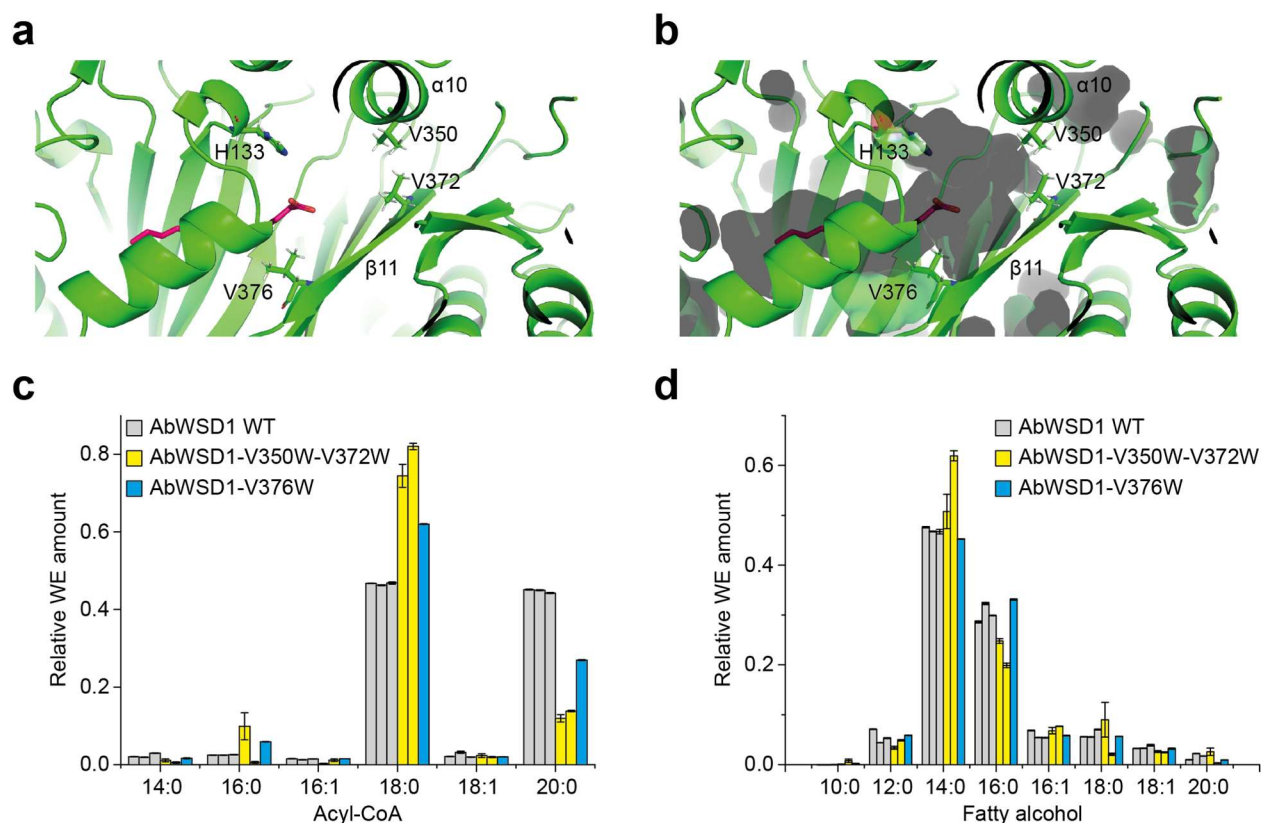 a
α10
V350
H133
V372
β11
V376
b
α10
V350
H133
V372
β11
V376
c
AbWSD1 WT
AbWSD1-V350W-V372W
AbWSD1-V376W
Relative WE amount
0.8
0.6
0.4
0.2
0.0
14:0 16:0 16:1 18:0 18:1 20:0
Acyl-CoA
d
AbWSD1 WT
AbWSD1-V350W-V372W
AbWSD1-V376W
Relative WE amount
0.6
0.4
0.2
0.0
10:0 12:0 14:0 16:0 16:1 18:0 18:1 20:0
Fatty alcohol